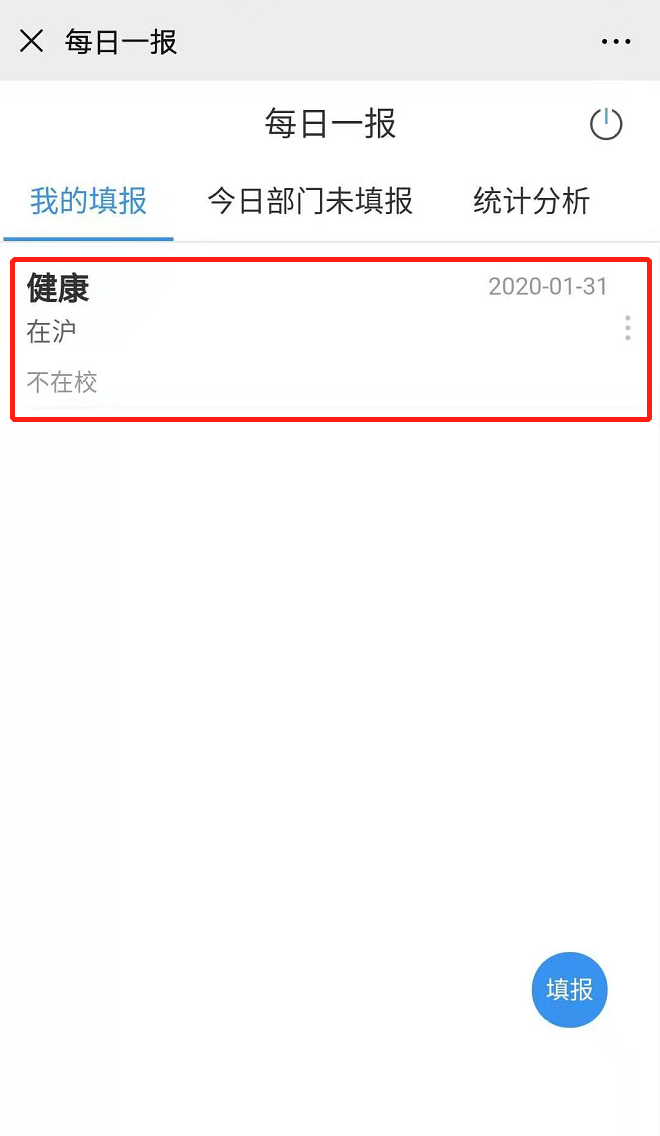 每日一报
每日一报
我的填报 今日部门未填报 统计分析
健康 2020-01-31
在沪
不在校
填报